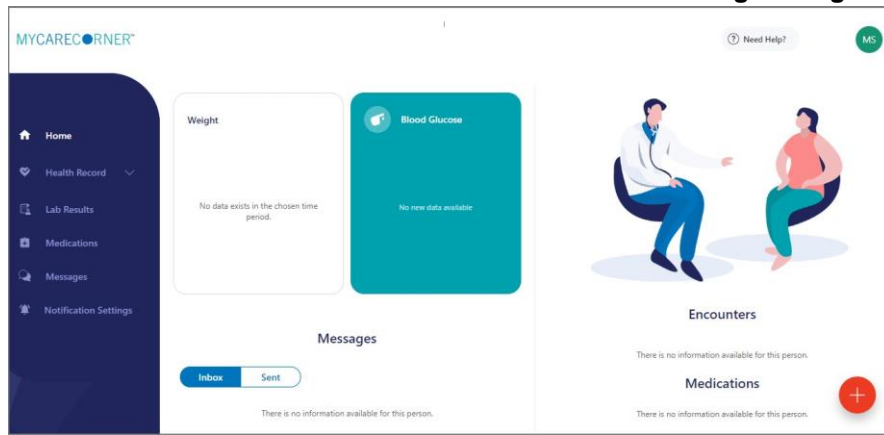 MYCARECORNER™
Need Help?
MS
Home
Health Record
Lab Results
Medications
Messages
Notification Settings
Weight
No data exists in the chosen time
period.
Blood Glucose
No new data available
Messages
Inbox
Sent
There is no information available for this person.
Encounters
There is no information available for this person.
Medications
There is no information available for this person.